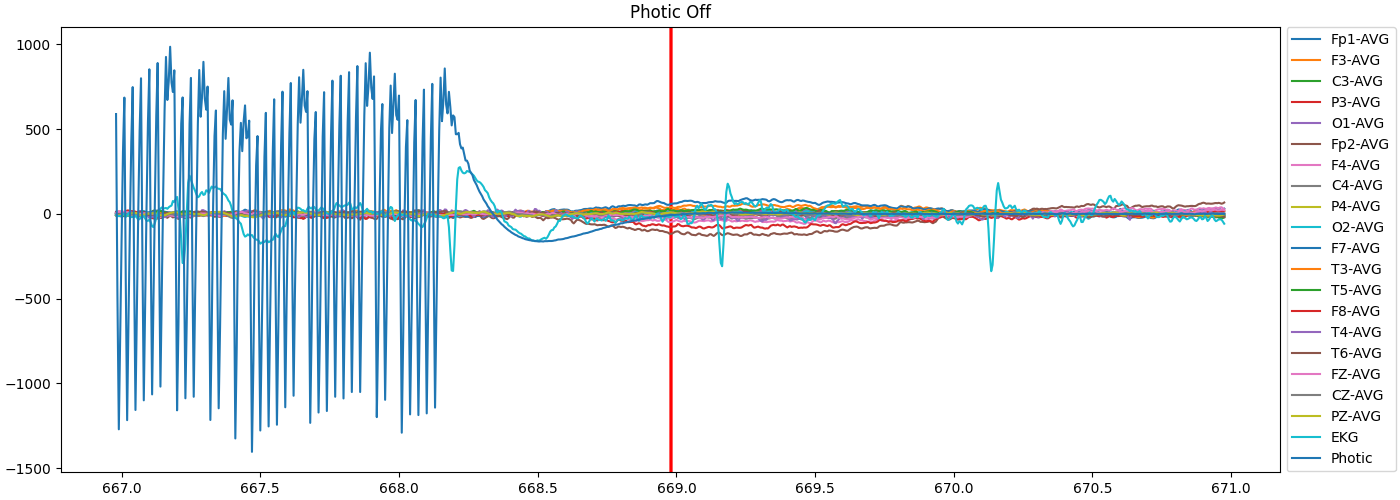 Photic Off
1000
500
0
−500
−1000
−1500
667.0 667.5 668.0 668.5 669.0 669.5 670.0 670.5 671.0
Fp1-AVG
F3-AVG
C3-AVG
P3-AVG
O1-AVG
Fp2-AVG
F4-AVG
C4-AVG
P4-AVG
O2-AVG
F7-AVG
T3-AVG
T5-AVG
F8-AVG
T4-AVG
T6-AVG
FZ-AVG
CZ-AVG
PZ-AVG
EKG
Photic